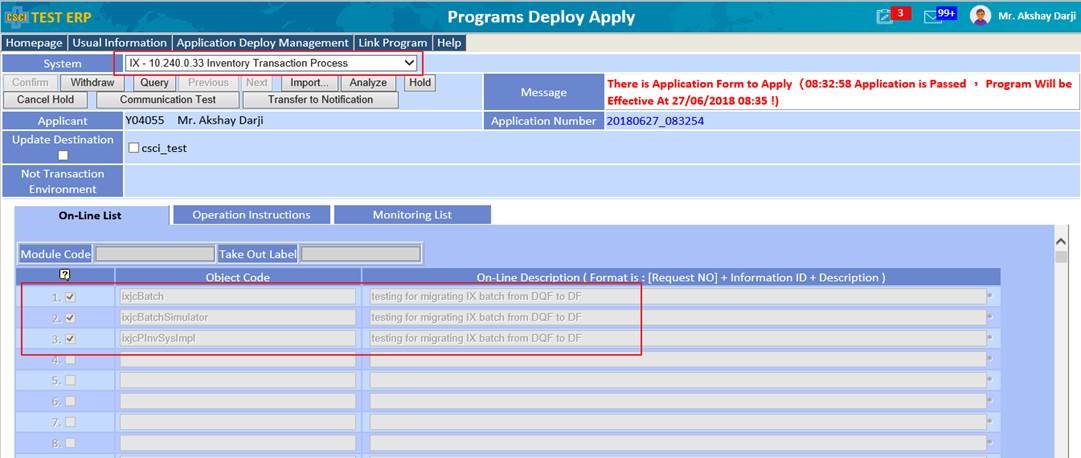 CSCI TEST ERP
Programs Deploy Apply
3
99+
Mr. Akshay Darji
Homepage Usual Information Application Deploy Management Link Program Help
System
IX - 10.240.0.33 Inventory Transaction Process
Confirm Withdraw Query Previous Next Import... Analyze Hold
Cancel Hold Communication Test Transfer to Notification
Message
There is Application Form to Apply（08:32:58 Application is Passed ， Program Will be
Effective At 27/06/2018 08:35 !)
Applicant
Y04055 Mr. Akshay Darji
Application Number
20180627_083254
Update Destination
csci_test
Not Transaction
Environment
On-Line List Operation Instructions Monitoring List
Module Code Take Out Label
? Object Code On-Line Description ( Format is : [Request NO] + Information ID + Description )
1. ixjcBatch testing for migrating IX batch from DQF to DF *
2. ixjcBatchSimulator testing for migrating IX batch from DQF to DF *
3. ixjcPInvSysImpl testing for migrating IX batch from DQF to DF *
4. *
5. *
6. *
7. *
8. *